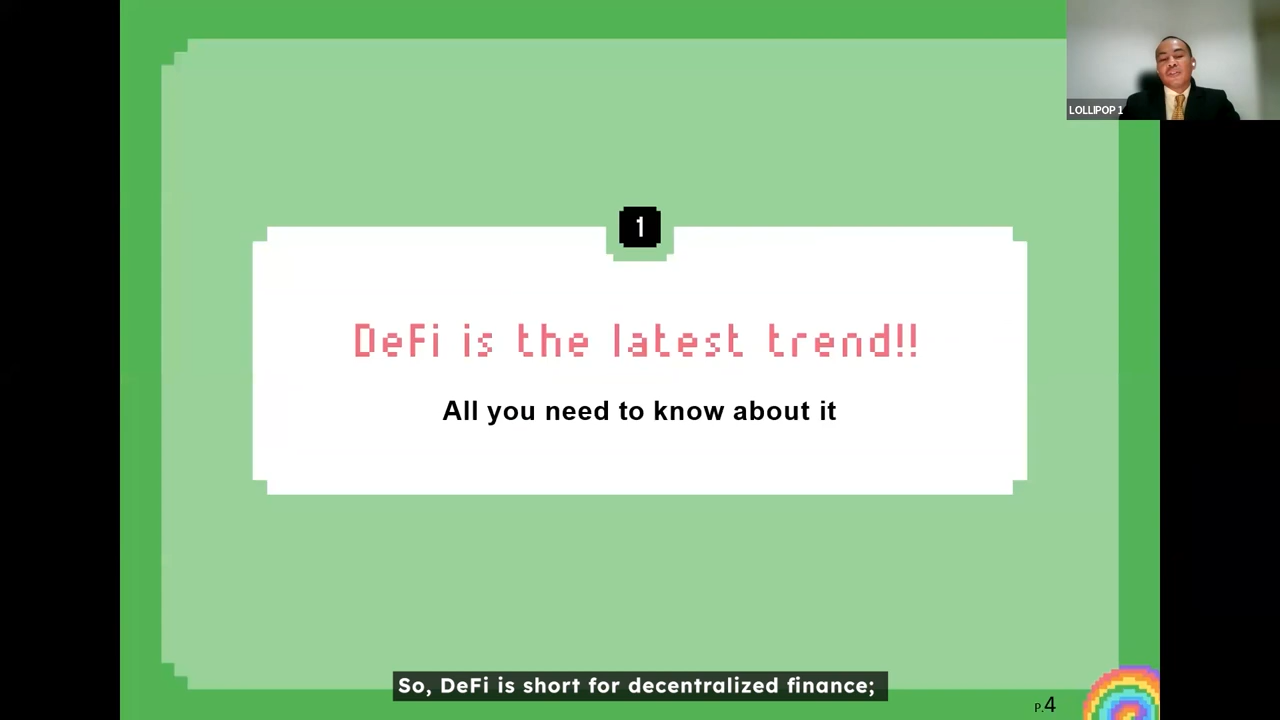 LOLLIPOP 1
1
DeFi is the latest trend!!
All you need to know about it
So, DeFi is short for decentralized finance;
P.4